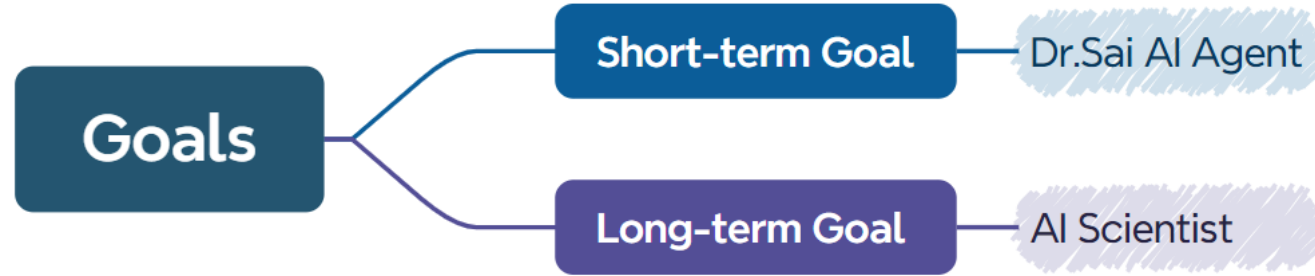 Goals
Short-term Goal
Dr.Sai AI Agent
Long-term Goal
AI Scientist